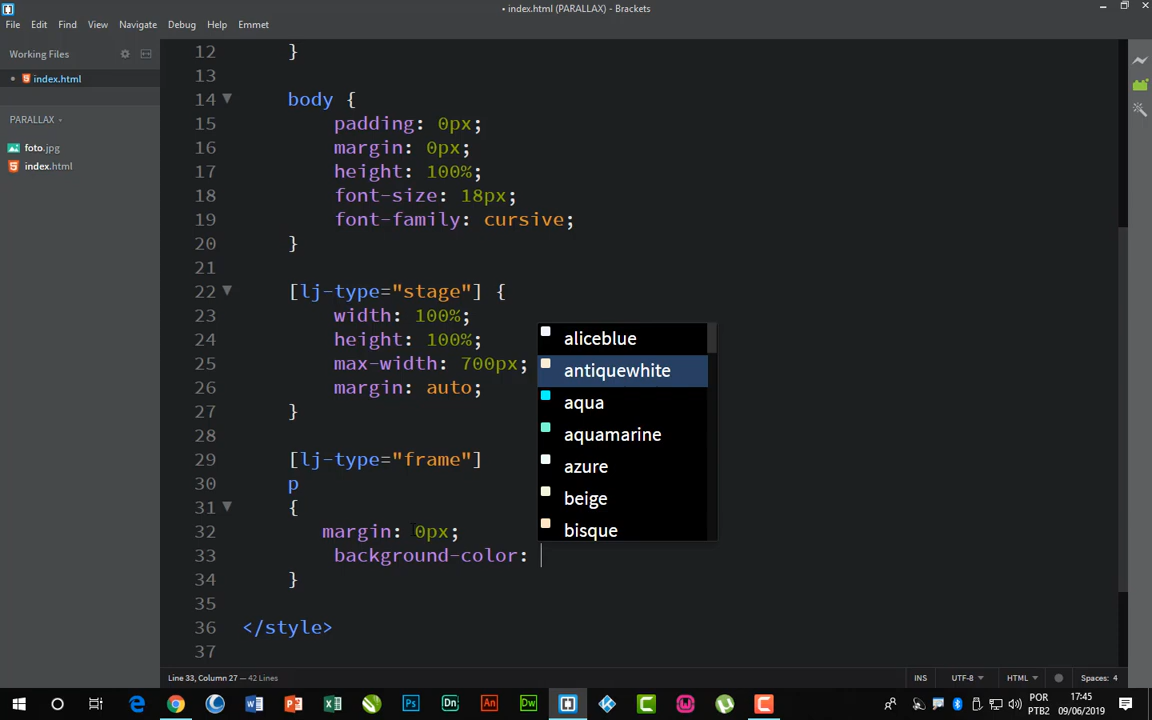 • index.html (PARALLAX) - Brackets
File Edit Find View Navigate Debug Help Emmet
Working Files
• index.html
PARALLAX
foto.jpg
index.html
12 }
13
14 body {
15 padding: 0px;
16 margin: 0px;
17 height: 100%;
18 font-size: 18px;
19 font-family: cursive;
20 }
21
22 [lj-type="stage"] {
23 width: 100%;
24 height: 100%;
25 max-width: 700px;
26 margin: auto;
27 }
28
29 [lj-type="frame"]
30 p
31 {
32 margin: 0px;
33 background-color:
34 }
35
36 </style>
37
aliceblue
antiquewhite
aqua
aquamarine
azure
beige
bisque
Line 33, Column 27 — 42 Lines
INS UTF-8 HTML Spaces: 4
W P X Ps Dn An Dw
POR 17:45
PTB2 09/06/2019